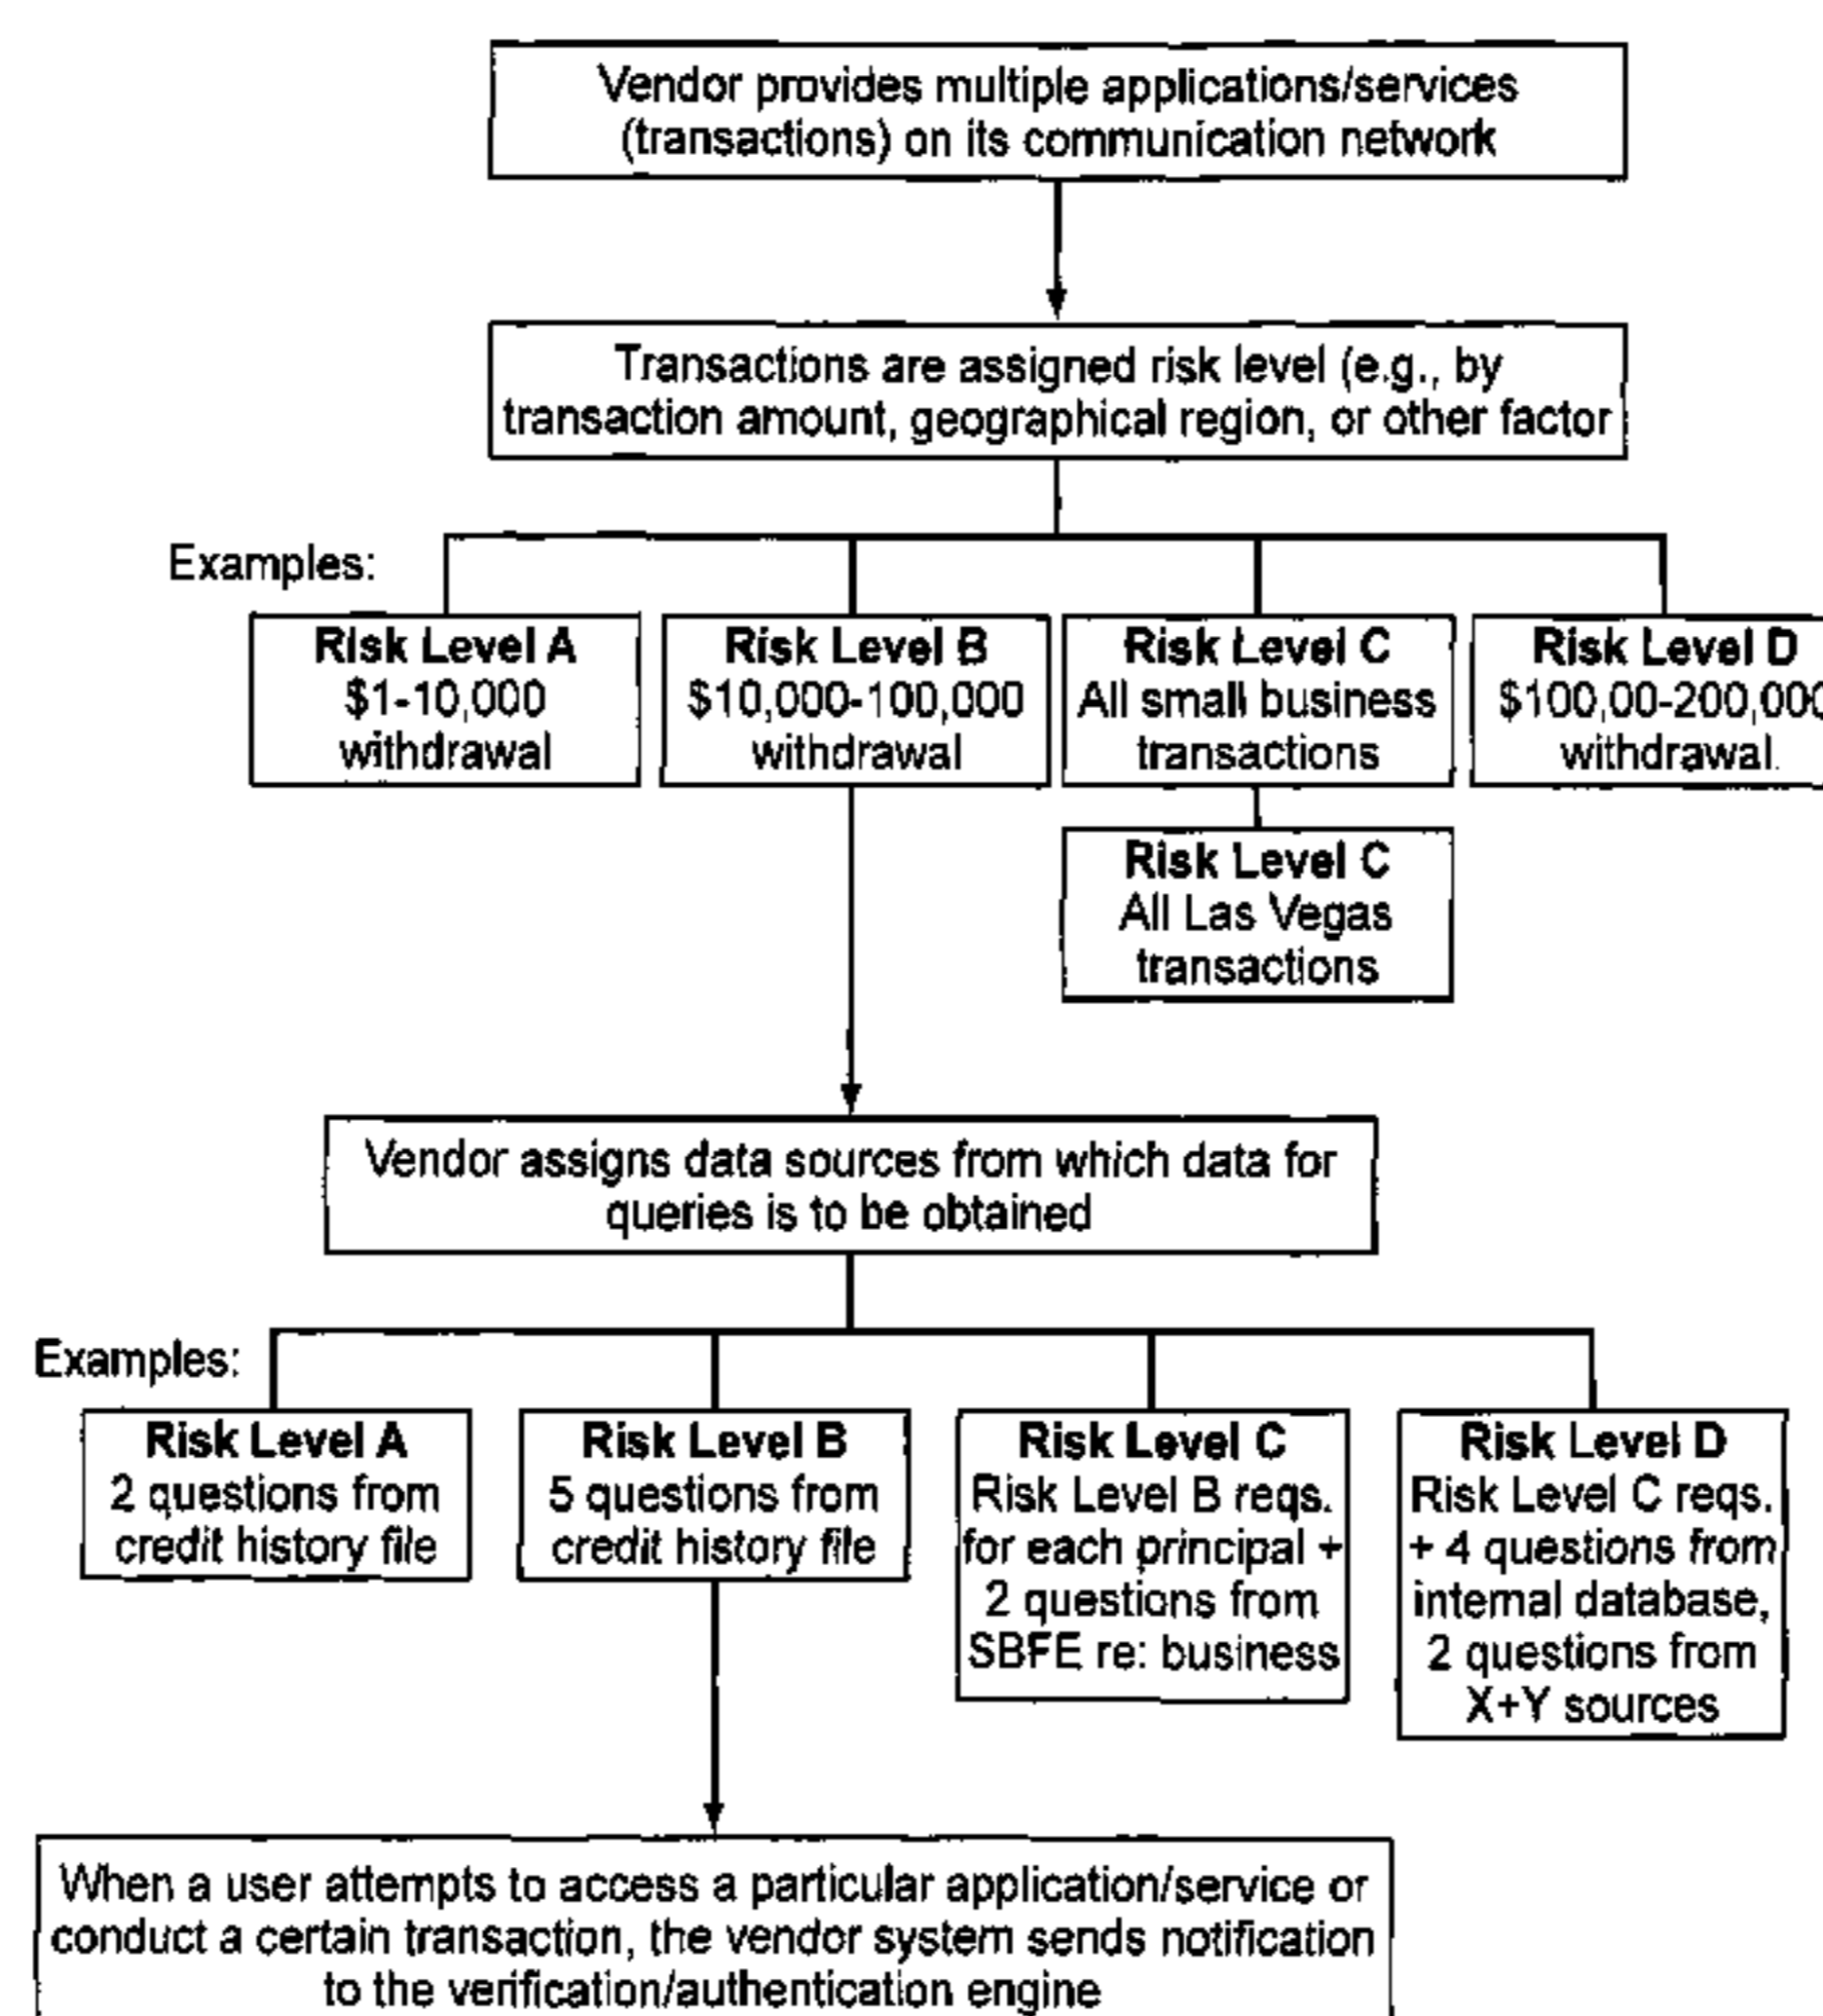 Vendor provides multiple applications/services
(transactions) on its communication network
Transactions are assigned risk level (e.g., by
transaction amount, geographical region, or other factor
Examples:
Risk Level A
$1-10,000
withdrawal
Risk Level B
$10,000-100,000
withdrawal
Risk Level C
All small business
transactions
Risk Level D
$100,00-200,000
withdrawal.
Risk Level C
All Las Vegas
transactions
Vendor assigns data sources from which data for
queries is to be obtained
Examples:
Risk Level A
2 questions from
credit history file
Risk Level B
5 questions from
credit history file
Risk Level C
Risk Level B reqs.
for each principal +
2 questions from
SBFE re: business
Risk Level D
Risk Level C reqs.
+ 4 questions from
internal database,
2 questions from
X+Y sources
When a user attempts to access a particular application/service or
conduct a certain transaction, the vendor system sends notification
to the verification/authentication engine